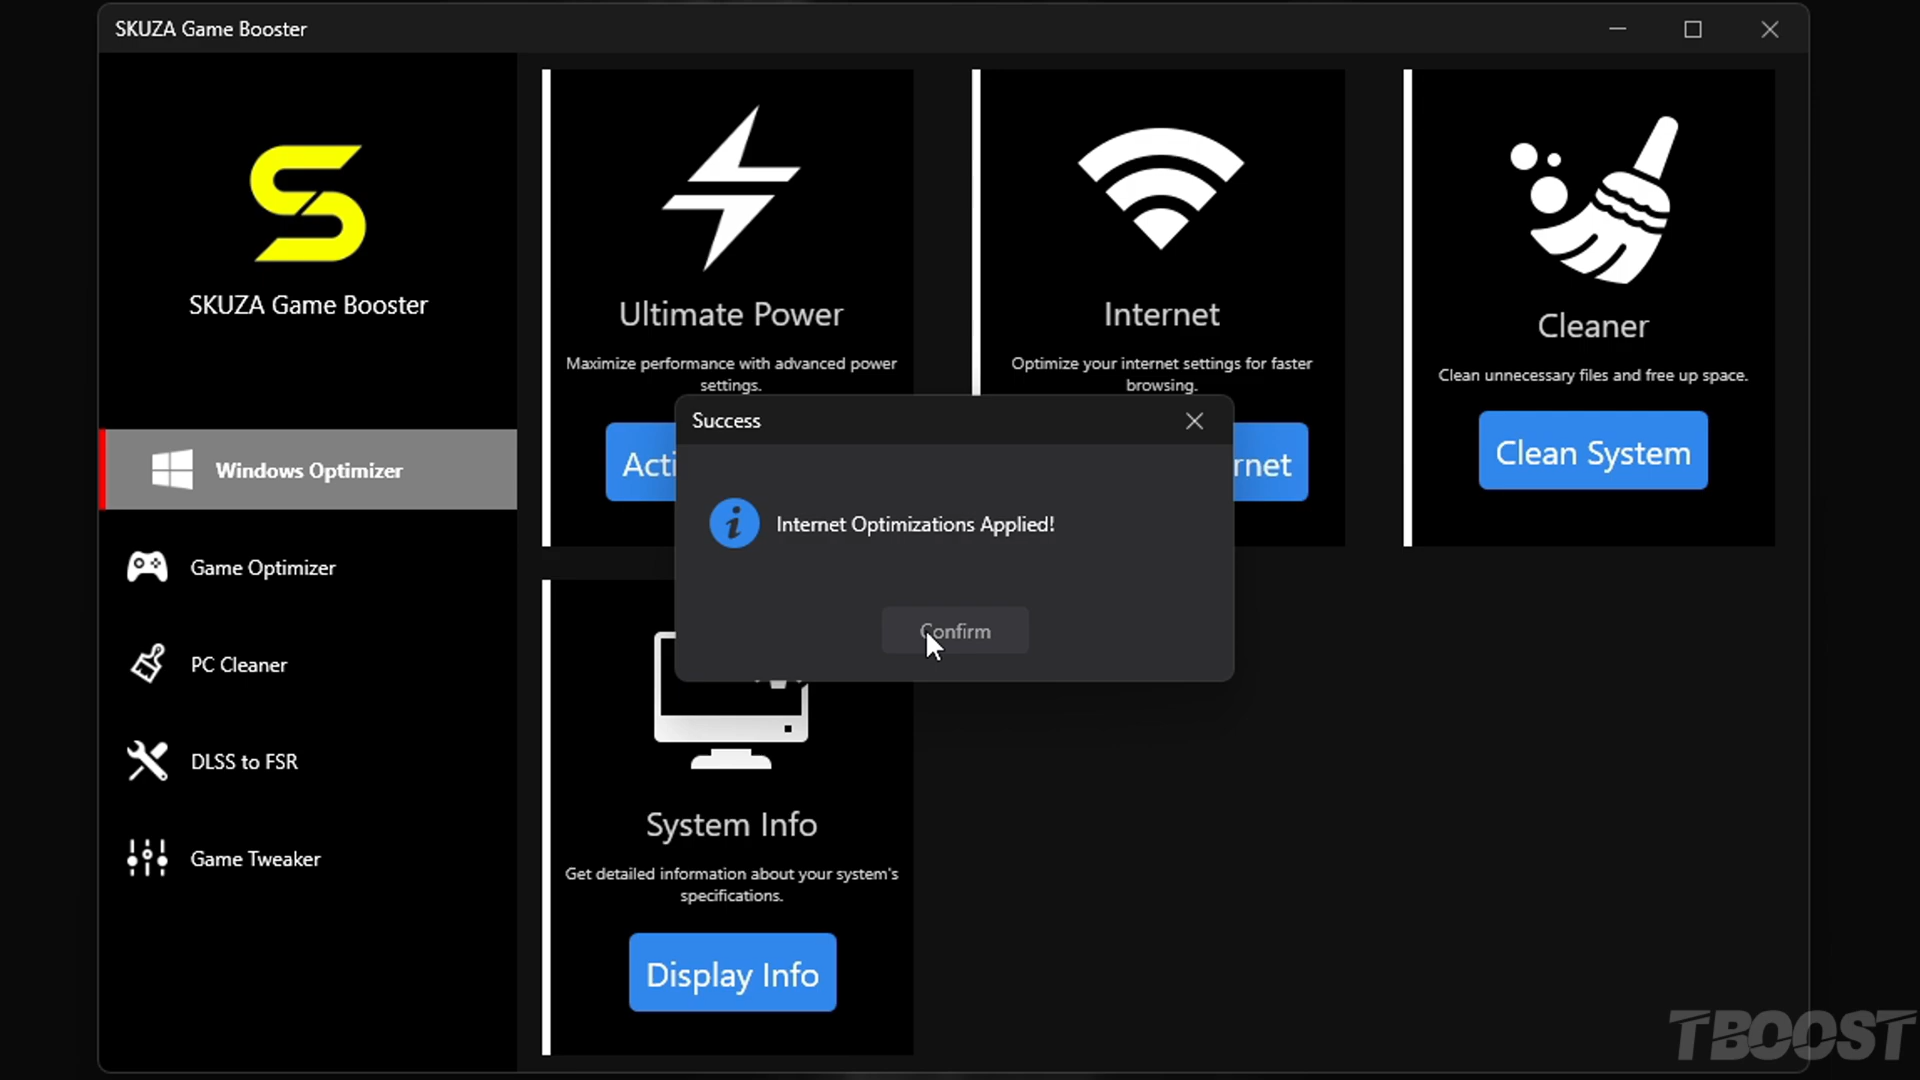 SKUZA Game Booster
SKUZA Game Booster
Windows Optimizer
Game Optimizer
PC Cleaner
DLSS to FSR
Game Tweaker
Ultimate Power
Maximize performance with advanced power
settings.
Acti
Internet
Optimize your internet settings for faster
browsing.
rnet
Cleaner
Clean unnecessary files and free up space.
Clean System
Success
Internet Optimizations Applied!
Confirm
System Info
Get detailed information about your system's
specifications.
Display Info
TBOOST